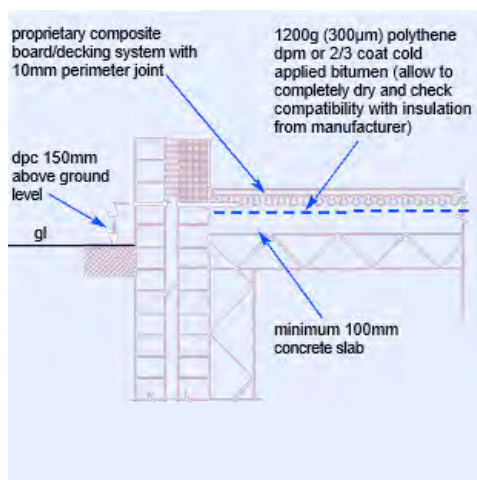 proprietary composite
board/decking system with
10mm perimeter joint
1200g (300μm) polythene
dpm or 2/3 coat cold
applied bitumen (allow to
completely dry and check
compatibility with insulation
from manufacturer)
dpc 150mm
above ground
level
gl
minimum 100mm
concrete slab